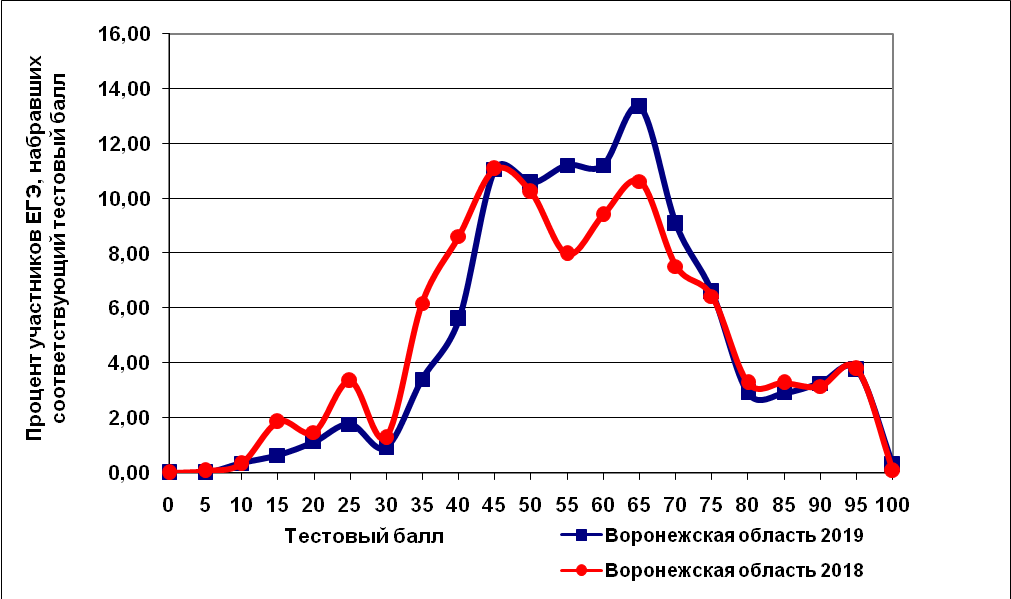 Процент участников ЕГЭ, набравших
соответствующий тестовый балл
16,00
14,00
12,00
10,00
8,00
6,00
4,00
2,00
0,00
0 5 10 15 20 25 30 35 40 45 50 55 60 65 70 75 80 85 90 95 100
Тестовый балл
Воронежская область 2019
Воронежская область 2018